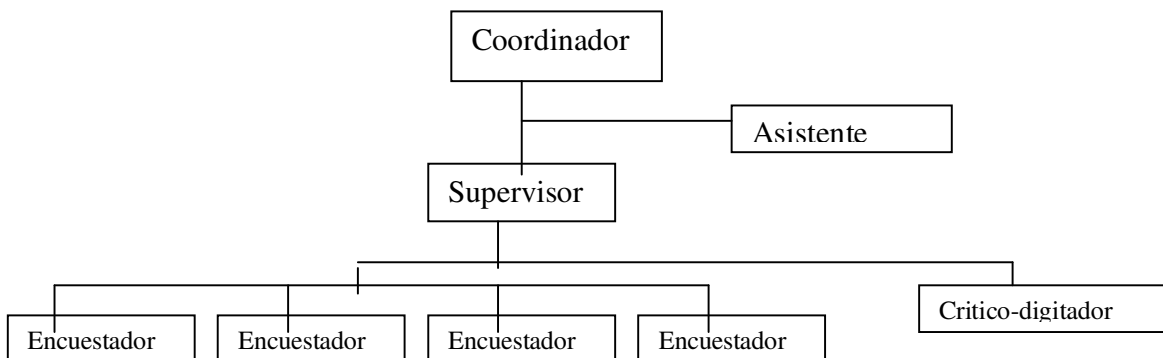 Coordinador
Asistente
Supervisor
Critico-digitador
Encuestador
Encuestador
Encuestador
Encuestador